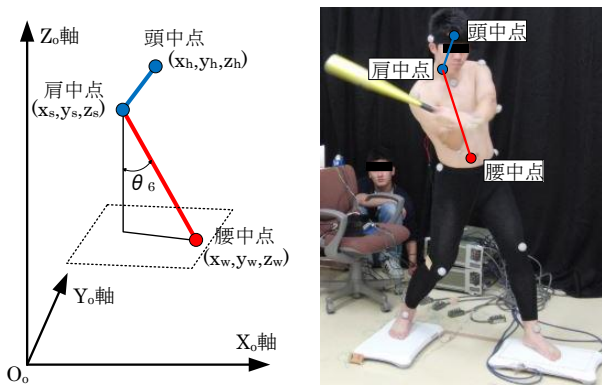 Zo軸
頭中点
(xh,yh,zh)
肩中点
(xs,ys,zs)
θ6
腰中点
(xw,yw,zw)
Yo軸
Xo軸
Oo
頭中点
肩中点
腰中点